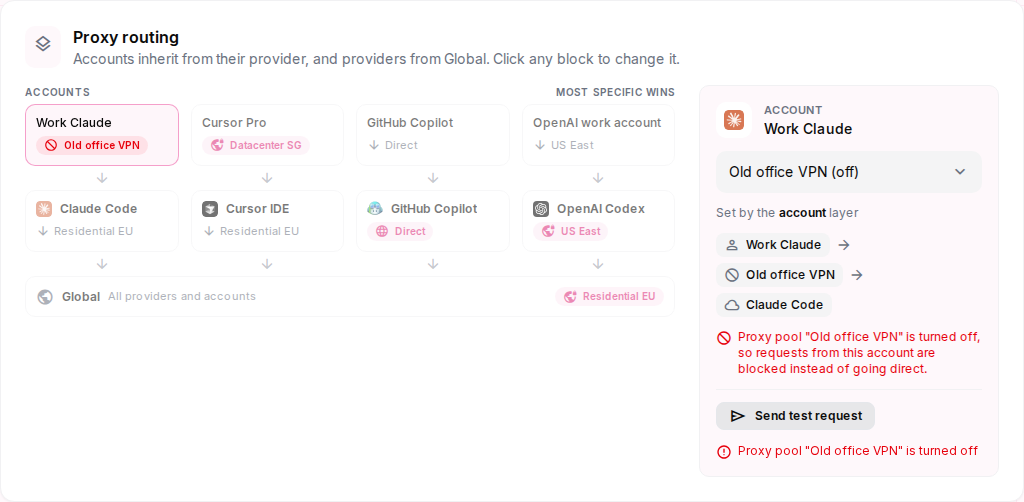 Proxy routing
Accounts inherit from their provider, and providers from Global. Click any block to change it.
ACCOUNTS
MOST SPECIFIC WINS
Work Claude
Old office VPN
Cursor Pro
Datacenter SG
GitHub Copilot
Direct
OpenAI work account
US East
Claude Code
Residential EU
Cursor IDE
Residential EU
GitHub Copilot
Direct
OpenAI Codex
US East
Global All providers and accounts
Residential EU
ACCOUNT
Work Claude
Old office VPN (off)
Set by the account layer
Work Claude
Old office VPN
Claude Code
Proxy pool "Old office VPN" is turned off,
so requests from this account are
blocked instead of going direct.
Send test request
Proxy pool "Old office VPN" is turned off